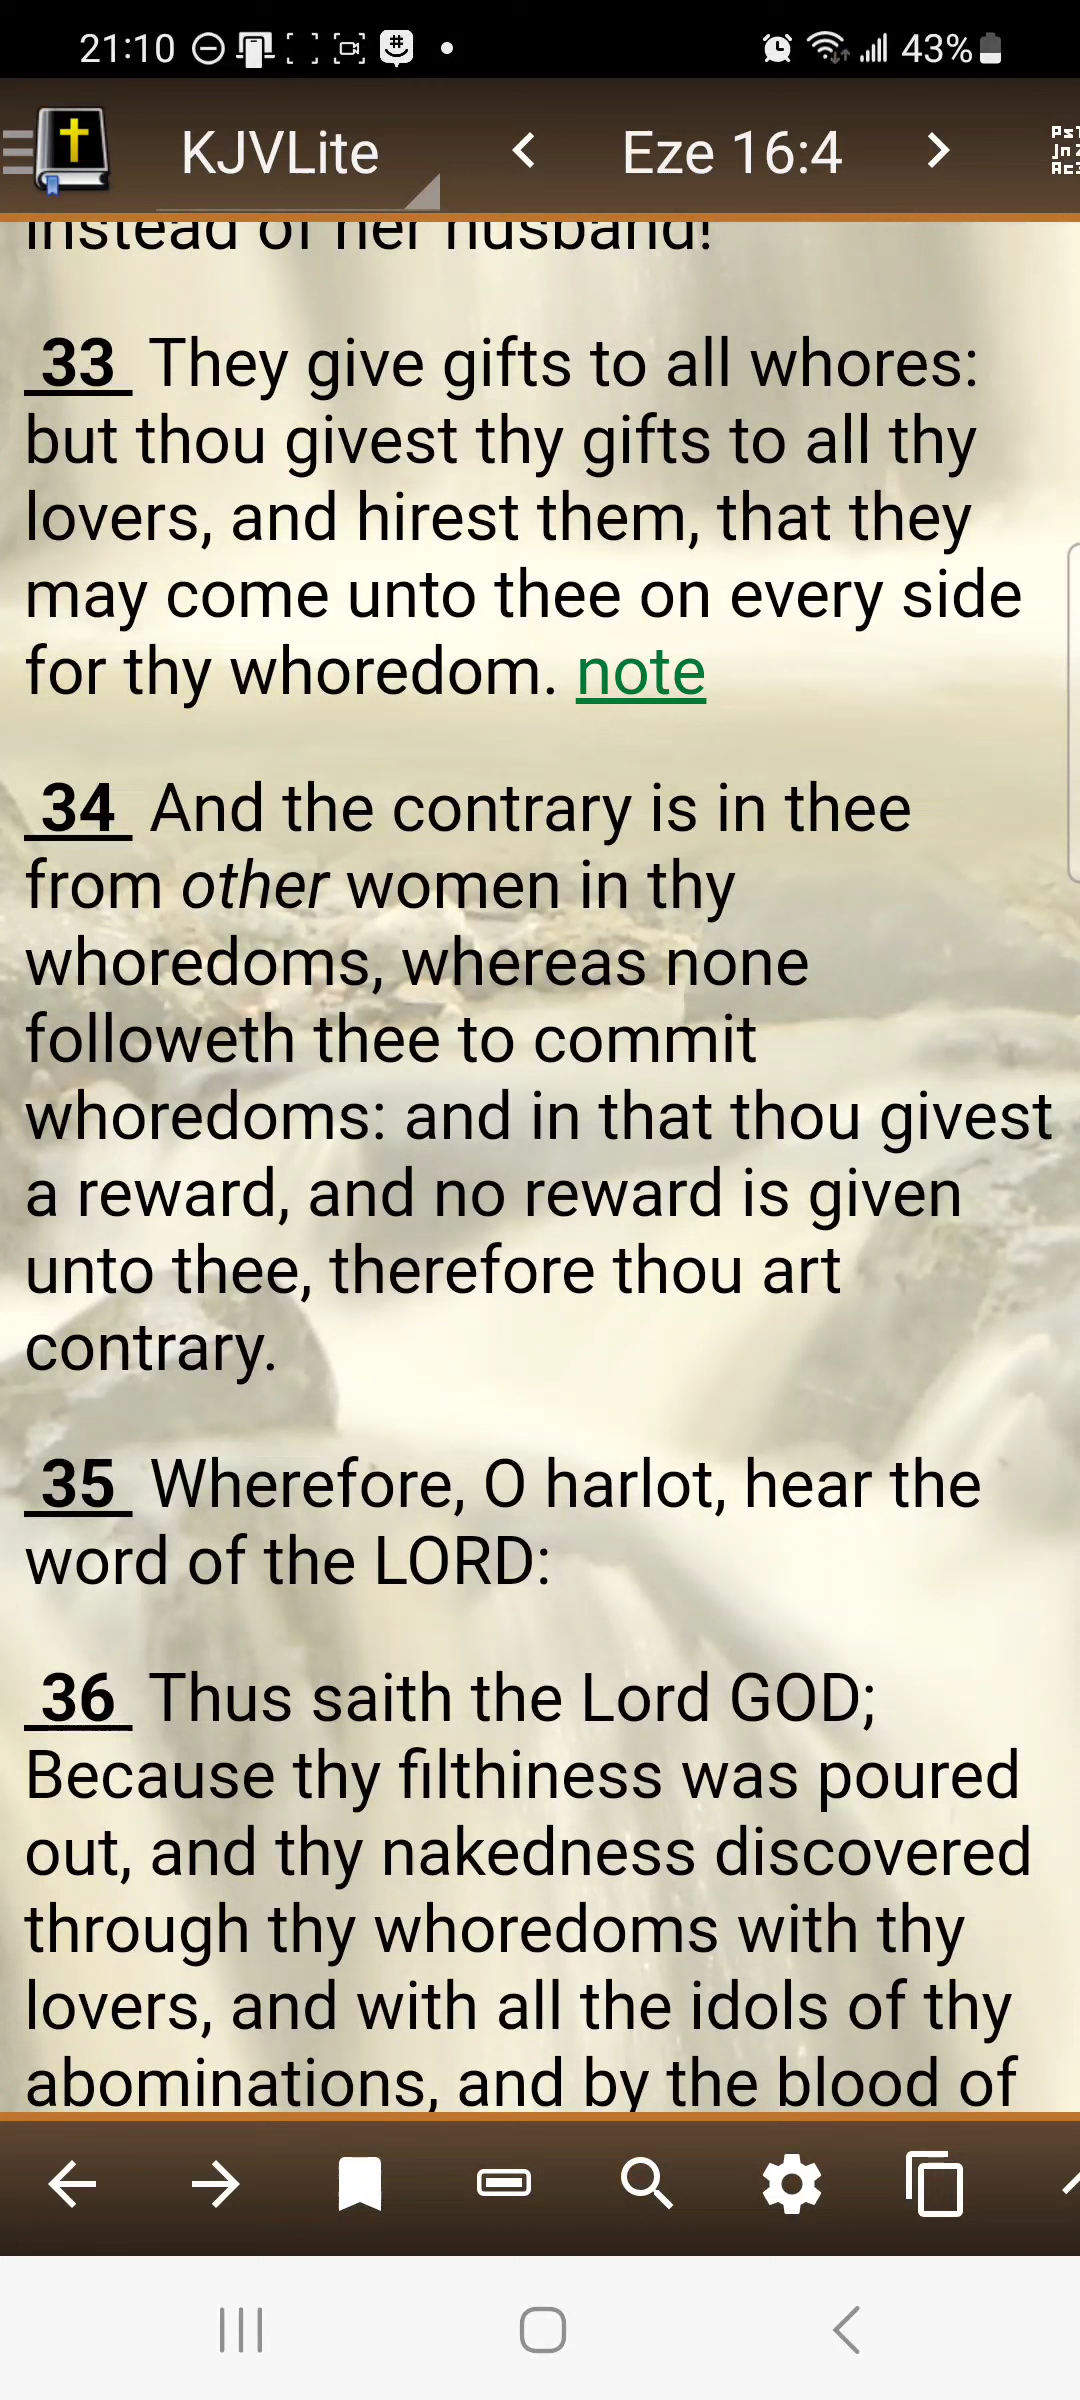 21:10 43%
KJVLite < Eze 16:4 >
instead of her husband!
33 They give gifts to all whores:
but thou givest thy gifts to all thy
lovers, and hirest them, that they
may come unto thee on every side
for thy whoredom. note
34 And the contrary is in thee
from other women in thy
whoredoms, whereas none
followeth thee to commit
whoredoms: and in that thou givest
a reward, and no reward is given
unto thee, therefore thou art
contrary.
35 Wherefore, O harlot, hear the
word of the LORD:
36 Thus saith the Lord GOD;
Because thy filthiness was poured
out, and thy nakedness discovered
through thy whoredoms with thy
lovers, and with all the idols of thy
abominations, and by the blood of